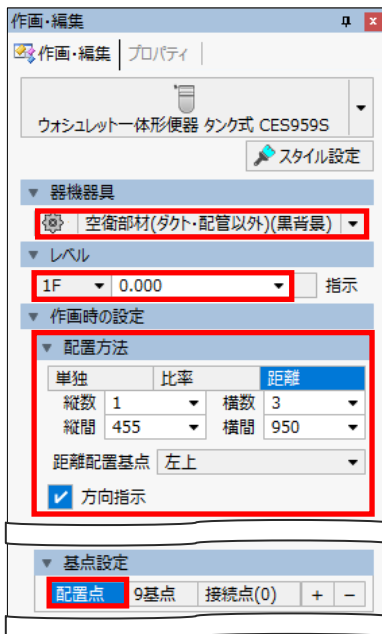 作画・編集
作画・編集 プロパティ
ウォシュレット一体形便器 タンク式 CES959S
スタイル設定
器機器具
空衛部材(ダクト・配管以外)(黒背景)
レベル
1F 0.000 指示
作画時の設定
配置方法
単独 比率 距離
縦数 1 横数 3
縦間 455 横間 950
距離配置基点 左上
方向指示
基点設定
配置点 9基点 接続点(0) + −